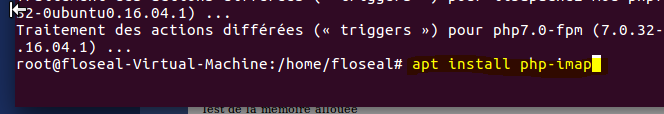 32-0ubuntu0.16.04.1) ...
Traitement des actions différées (« triggers ») pour php7.0-fpm (7.0.32-
.16.04.1) ...
root@floseal-Virtual-Machine:/home/floseal# apt install php-imap
Test de la mémoire allouée